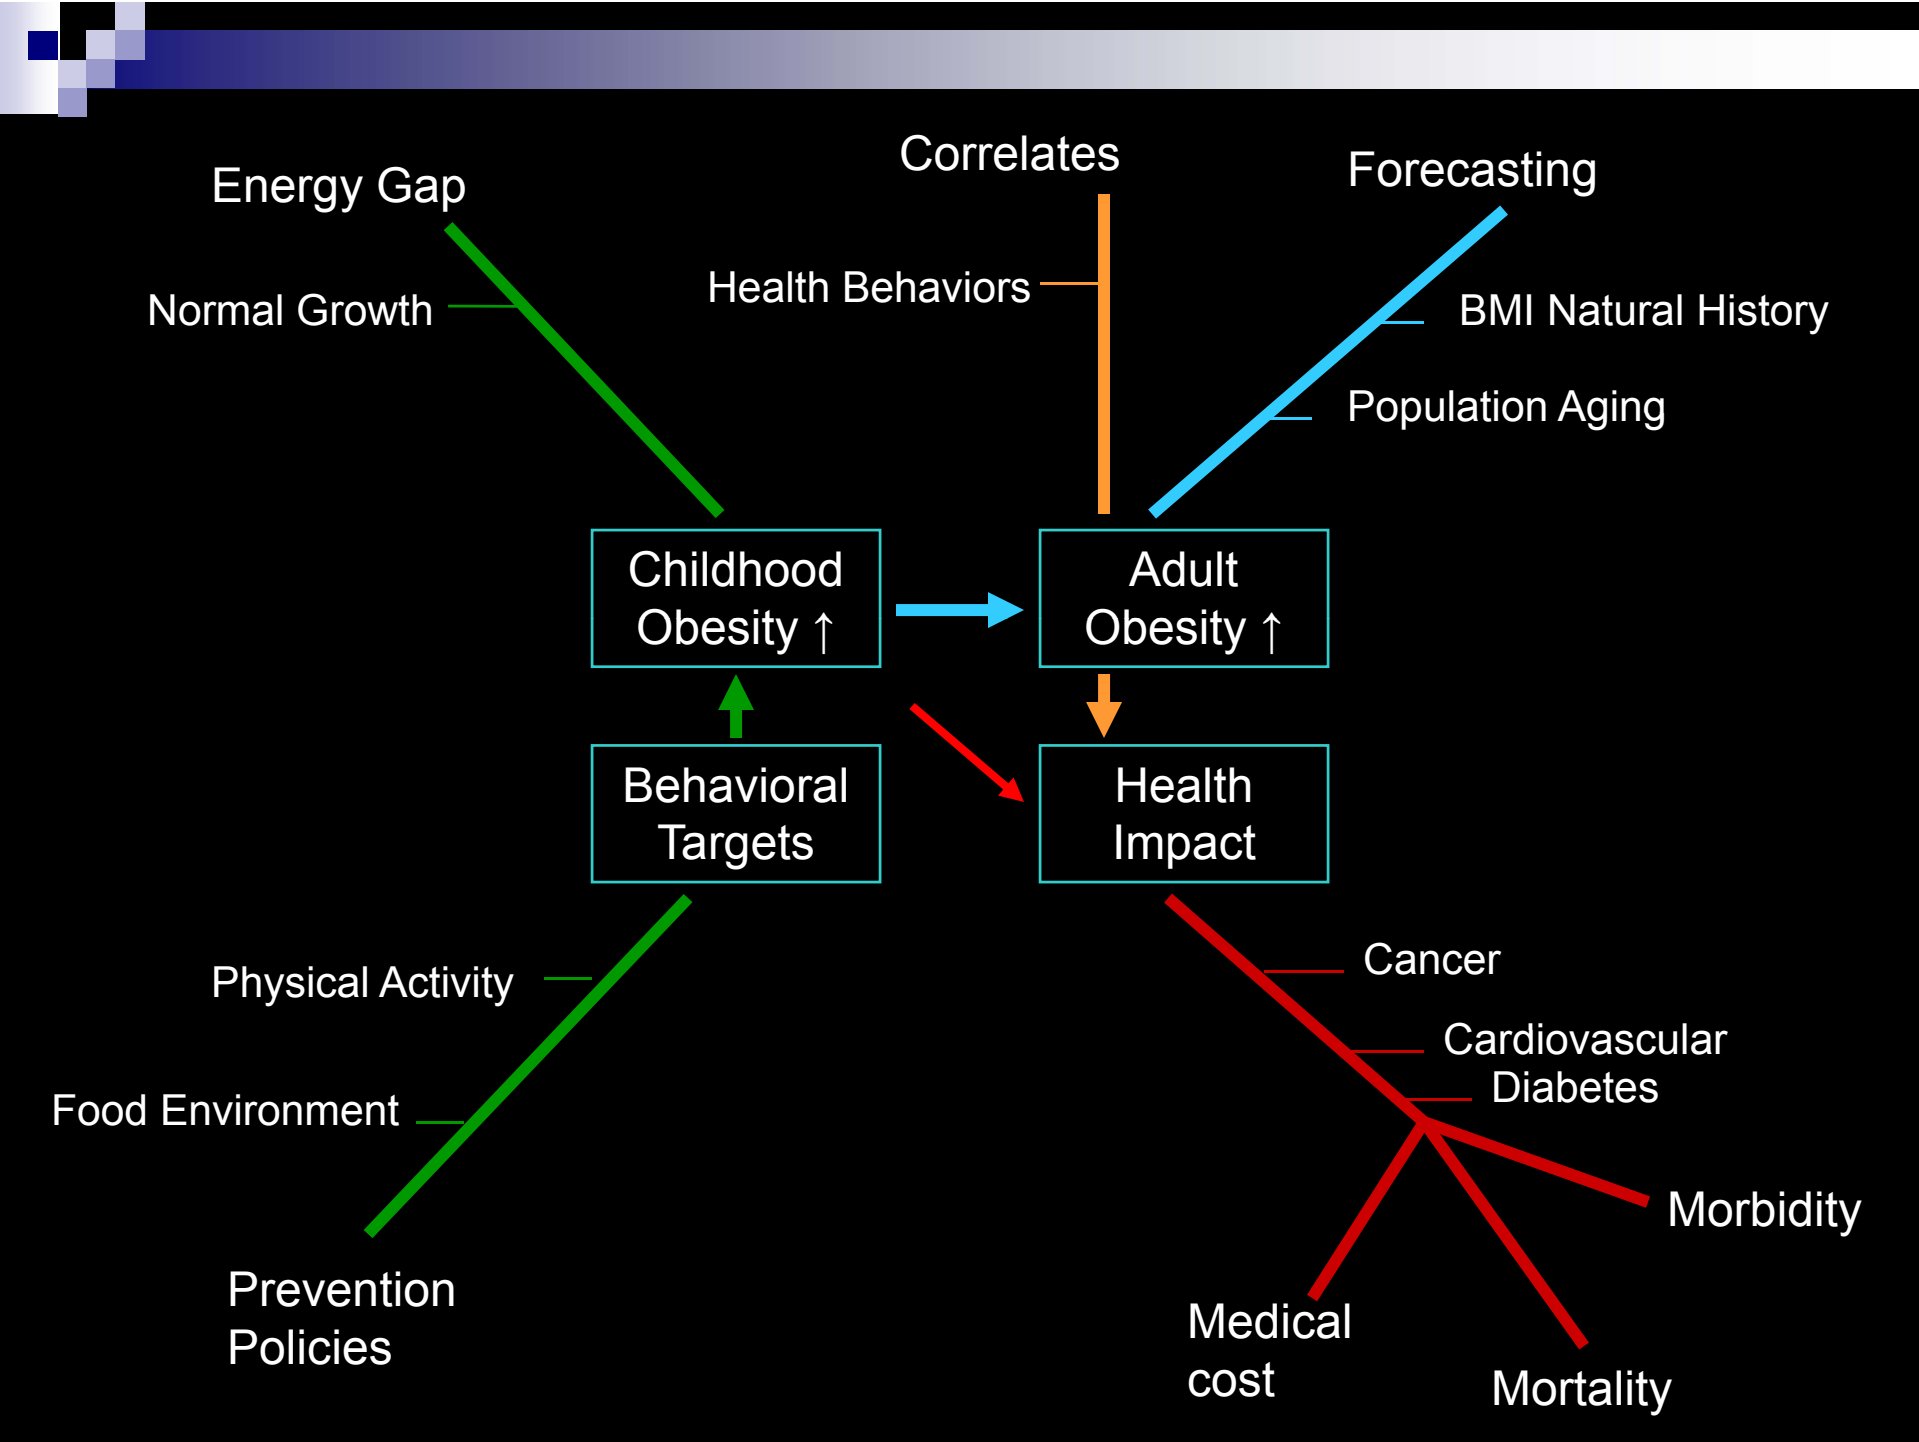 Correlates
Forecasting
Energy Gap
Health Behaviors
Normal Growth
BMI Natural History
Population Aging
Childhood
Obesity ↑
Adult
Obesity ↑
Behavioral
Targets
Health
Impact
Physical Activity
Cancer
Cardiovascular
Diabetes
Food Environment
Morbidity
Prevention
Policies
Medical
cost
Mortality